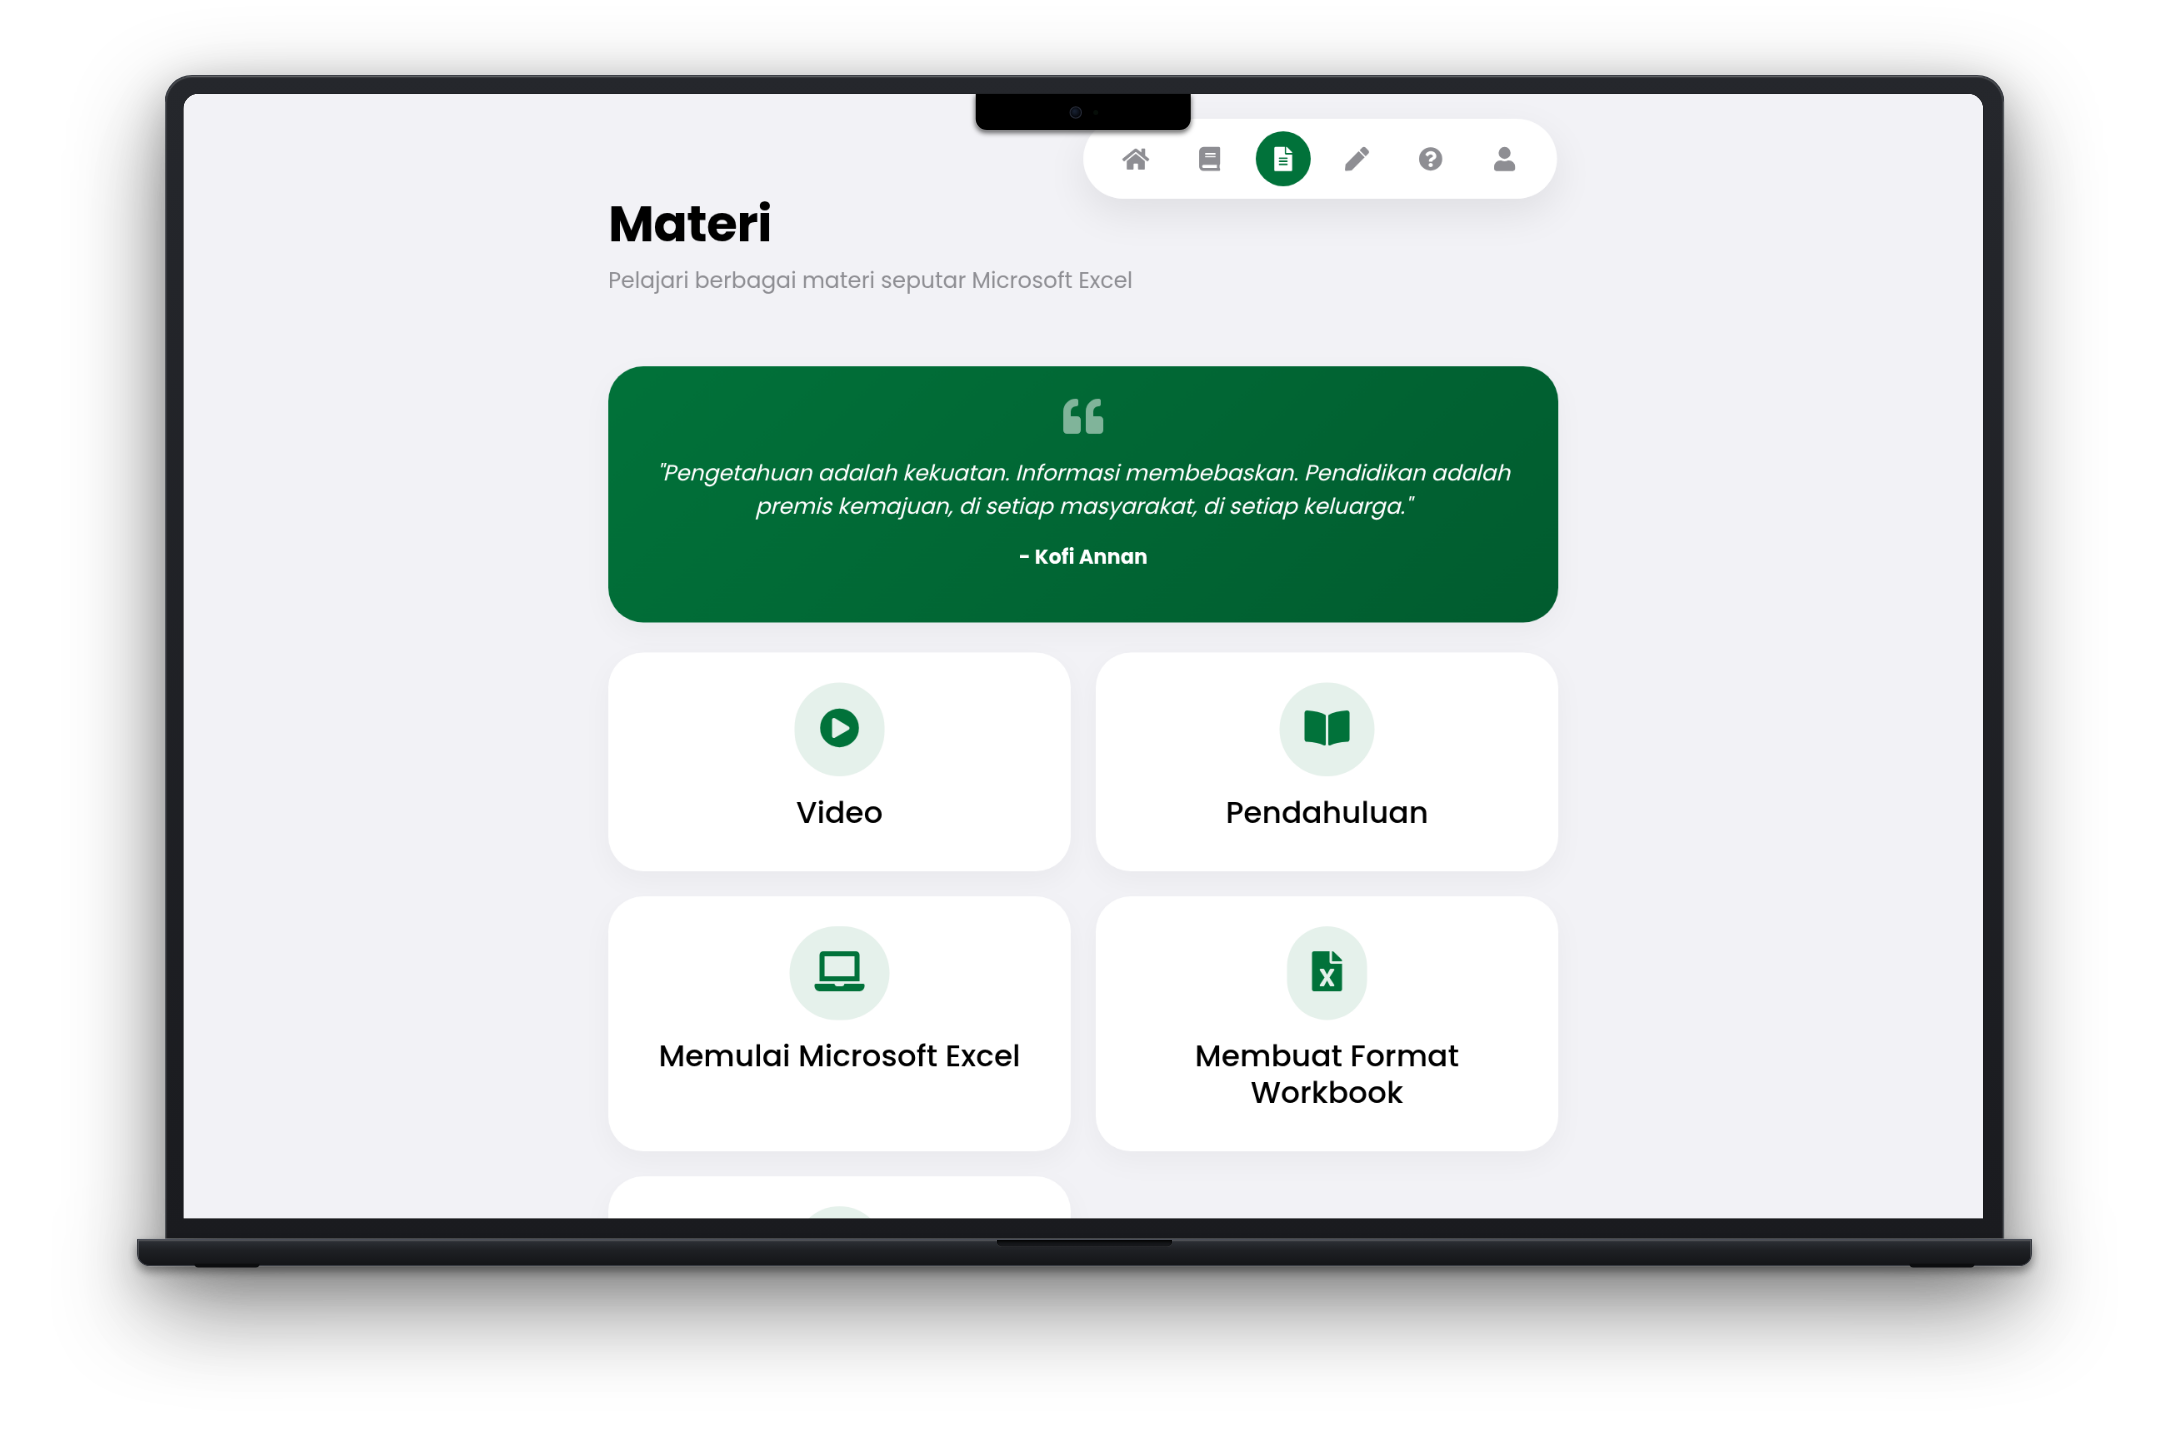 Materi
Pelajari berbagai materi seputar Microsoft Excel
"Pengetahuan adalah kekuatan. Informasi membebaskan. Pendidikan adalah
premis kemajuan, di setiap masyarakat, di setiap keluarga."
- Kofi Annan
Video
Pendahuluan
Memulai Microsoft Excel
Membuat Format
Workbook